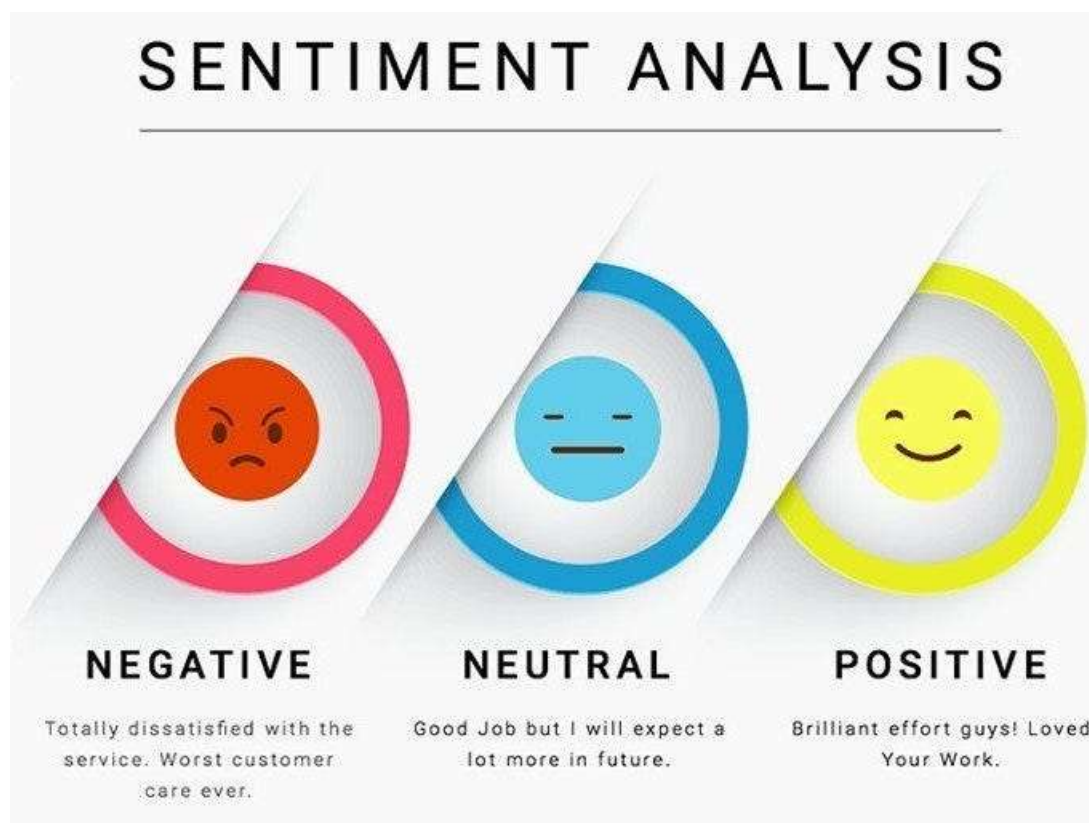 SENTIMENT ANALYSIS
NEGATIVE
Totally dissatisfied with the
service. Worst customer
care ever.
NEUTRAL
Good Job but I will expect a
lot more in future.
POSITIVE
Brilliant effort guys! Loved
Your Work.